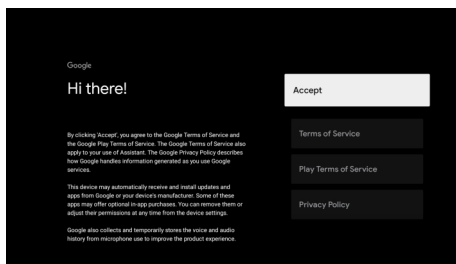 Google
Hi there!
By clicking 'Accept', you agree to the Google Terms of Service and
the Google Play Terms of Service. The Google Terms of Service also
apply to your use of Assistant. The Google Privacy Policy describes
how Google handles information generated as you use Google
services.
This device may automatically receive and install updates and
apps from Google or your device's manufacturer. Some of these
apps may offer optional in-app purchases. You can remove them or
adjust their permissions at any time from the device settings.
Google also collects and temporarily stores the voice and audio
history from microphone use to improve the product experience.
Accept
Terms of Service
Play Terms of Service
Privacy Policy